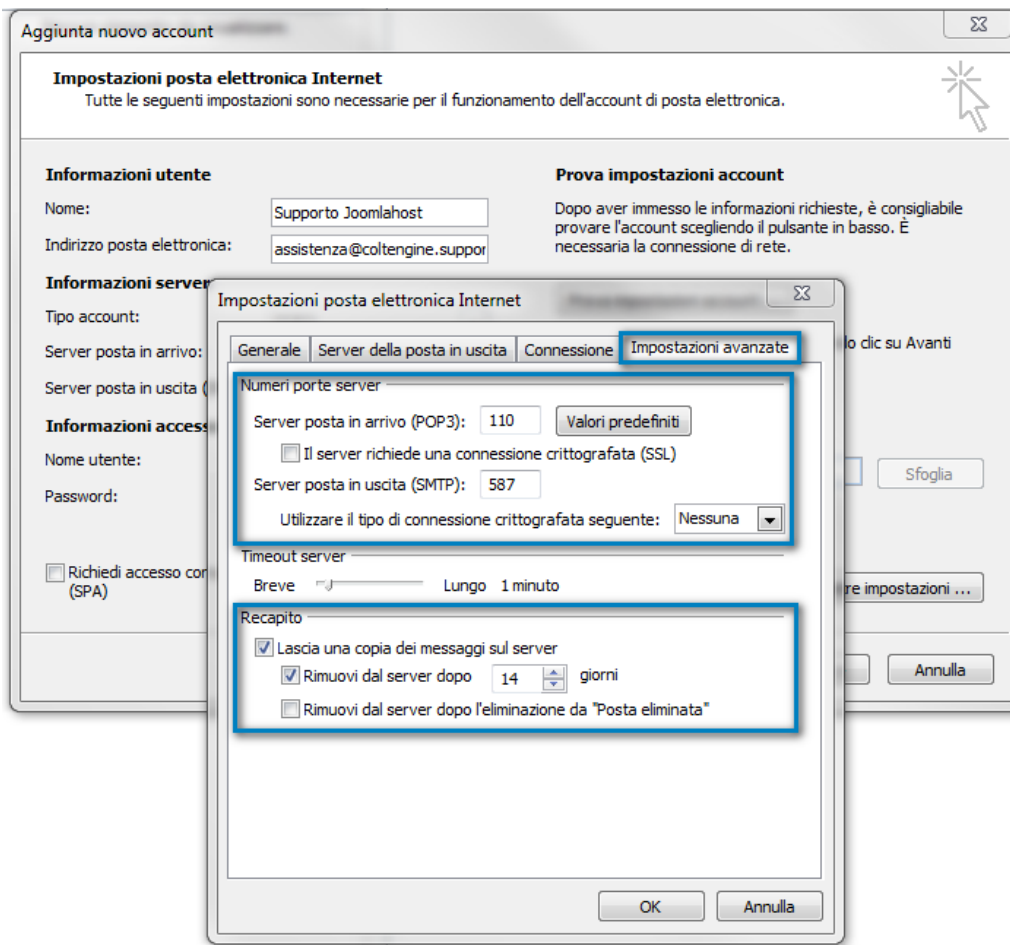 Aggiunta nuovo account
Impostazioni posta elettronica Internet
Tutte le seguenti impostazioni sono necessarie per il funzionamento dell'account di posta elettronica.
Informazioni utente
Nome:
Supporto Joomlahost
Indirizzo posta elettronica:
assistenza@coltengine.suppor
Prova impostazioni account
Dopo aver immesso le informazioni richieste, è consigliabile
provare l'account scegliendo il pulsante in basso. È
necessaria la connessione di rete.
Informazioni server
Tipo account:
Server posta in arrivo:
Server posta in uscita (
Informazioni access
Nome utente:
Password:
Richiedi accesso con
(SPA)
clic su Avanti
Sfoglia
re impostazioni ...
Annulla
Impostazioni posta elettronica Internet
Generale
Server della posta in uscita
Connessione
Impostazioni avanzate
Numeri porte server
Server posta in arrivo (POP3): 110 Valori predefiniti
Il server richiede una connessione crittografata (SSL)
Server posta in uscita (SMTP): 587
Utilizzare il tipo di connessione crittografata seguente: Nessuna
Timeout server
Breve Lungo 1 minuto
Recapito
Lascia una copia dei messaggi sul server
Rimuovi dal server dopo 14 giorni
Rimuovi dal server dopo l'eliminazione da "Posta eliminata"
OK
Annulla